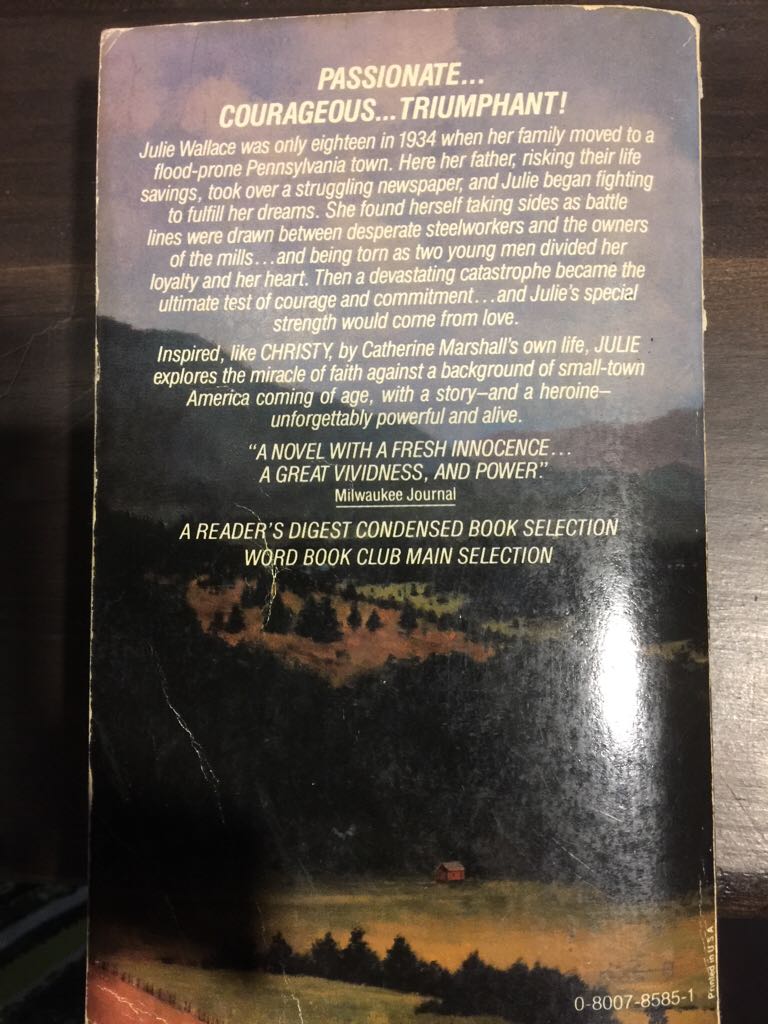 PASSIONATE...
COURAGEOUS...TRIUMPHANT!
Julie Wallace was only eighteen in 1934 when her family moved to a
flood-prone Pennsylvania town. Here her father, risking their life
savings, took over a struggling newspaper, and Julie began fighting
to fulfill her dreams. She found herself taking sides as battle
lines were drawn between desperate steelworkers and the owners
of the mills...and being torn as two young men divided her
loyalty and her heart. Then a devastating catastrophe became the
ultimate test of courage and commitment...and Julie's special
strength would come from love.
Inspired, like CHRISTY, by Catherine Marshall's own life, JULIE
explores the miracle of faith against a background of small-town
America coming of age, with a story—and a heroine—
unforgettably powerful and alive.
"A NOVEL WITH A FRESH INNOCENCE...
A GREAT VIVIDNESS, AND POWER."
Milwaukee Journal
A READER'S DIGEST CONDENSED BOOK SELECTION
WORD BOOK CLUB MAIN SELECTION
0-8007-8585-1
Printed in U.S.A.